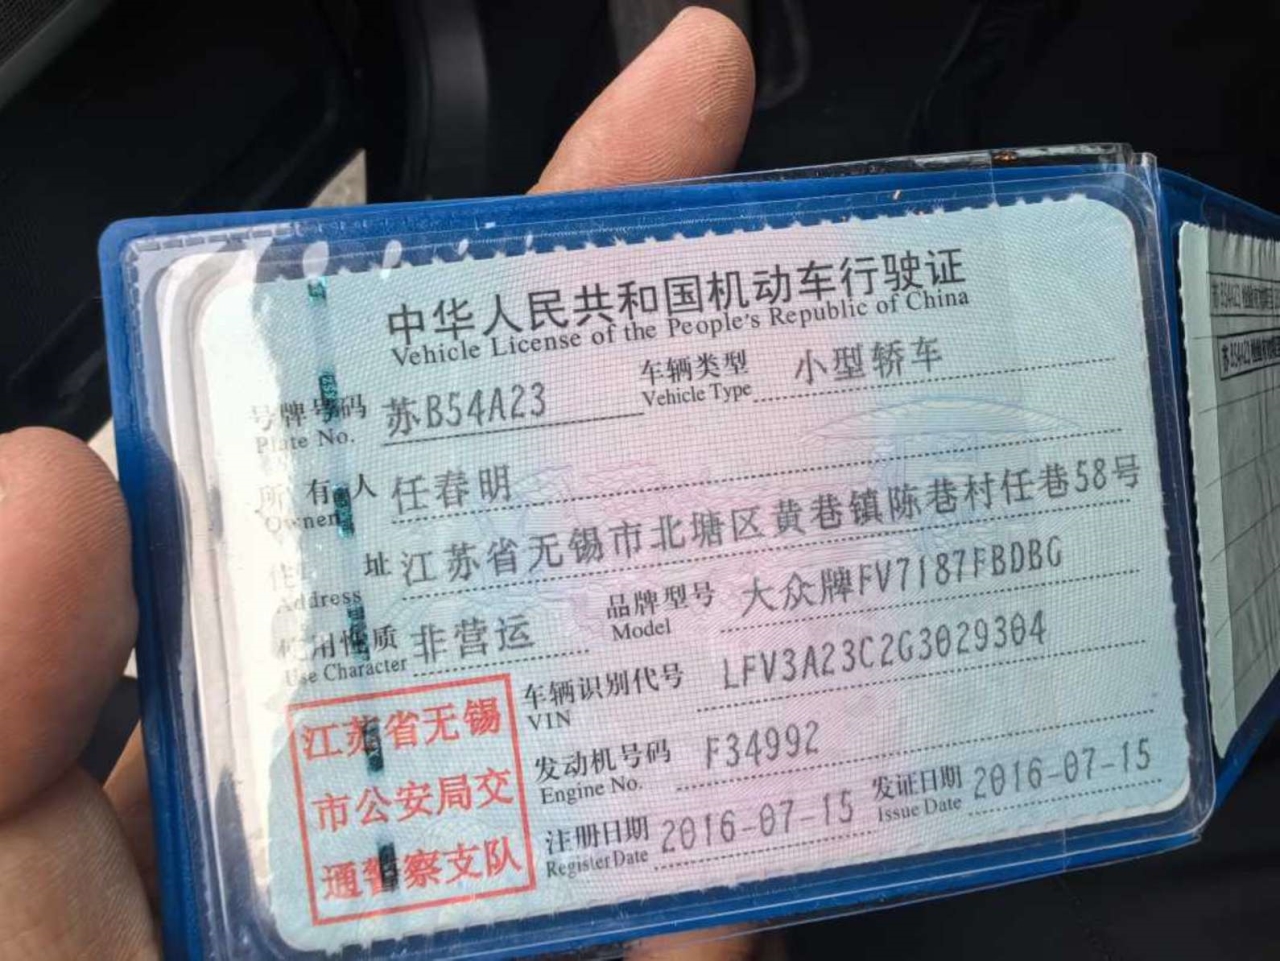 中华人民共和国机动车行驶证
Vehicle License of the People's Republic of China
号牌号码 苏B54A23 车辆类型 小型轿车
Plate No. Vehicle Type
所有人 任春明
Owner
住址 江苏省无锡市北塘区黄巷镇陈巷村任巷58号
Address
使用性质 非营运 品牌型号 大众牌FV7187FBDBG
Use Character Model
车辆识别代号 LFV3A23C2G3029304
VIN
发动机号码 F34992
Engine No.
注册日期 2016-07-15 发证日期 2016-07-15
Register Date Issue Date
江苏省无锡
市公安局交
通警察支队